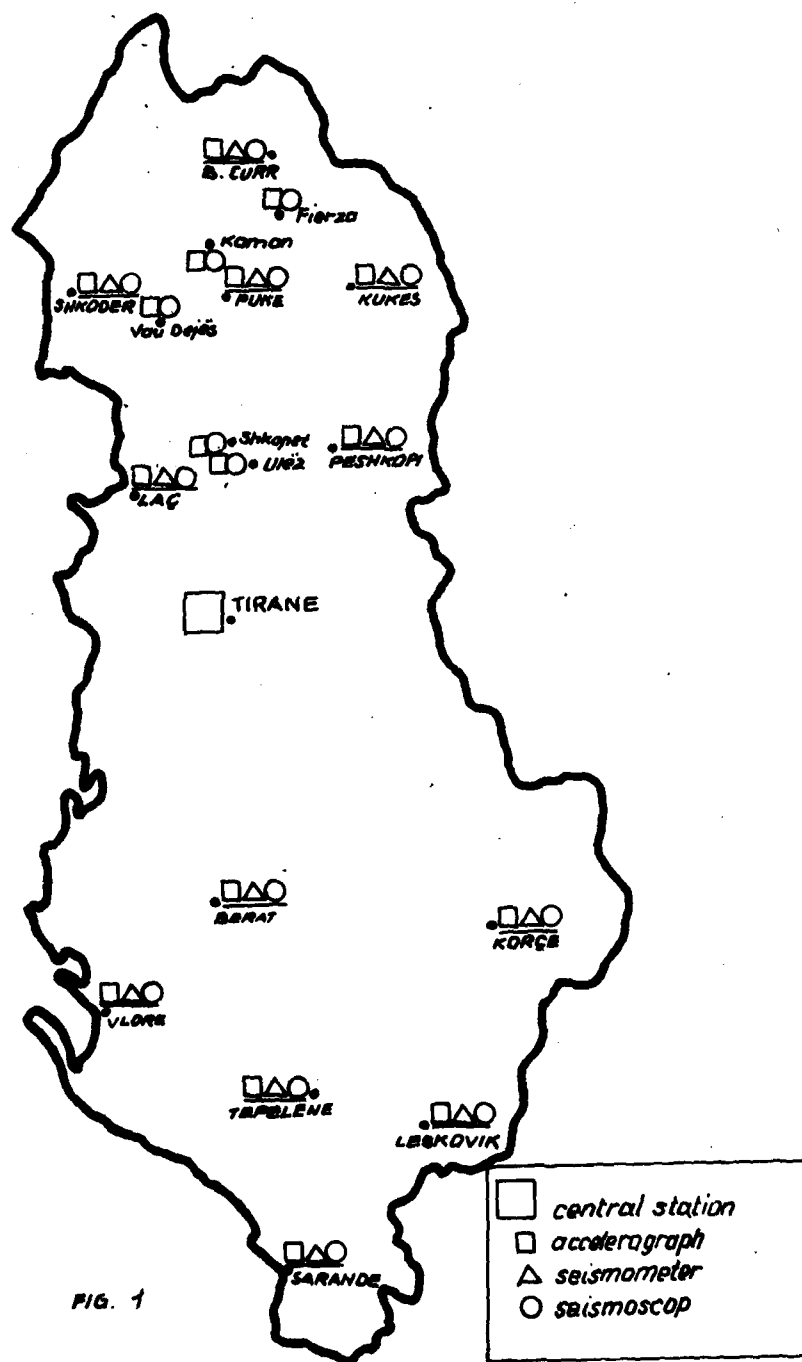 B. CURR
Fierza
Koman
SHKODER
PUKE
KUKES
Vau Dejës
Shkopet
Ulëz
PESHKOPI
LAÇ
TIRANE
BERAT
KORÇE
VLORE
TEPELENE
LESKOVIK
SARANDE
central station
accelerograph
seismometer
seismoscop
FIG. 1